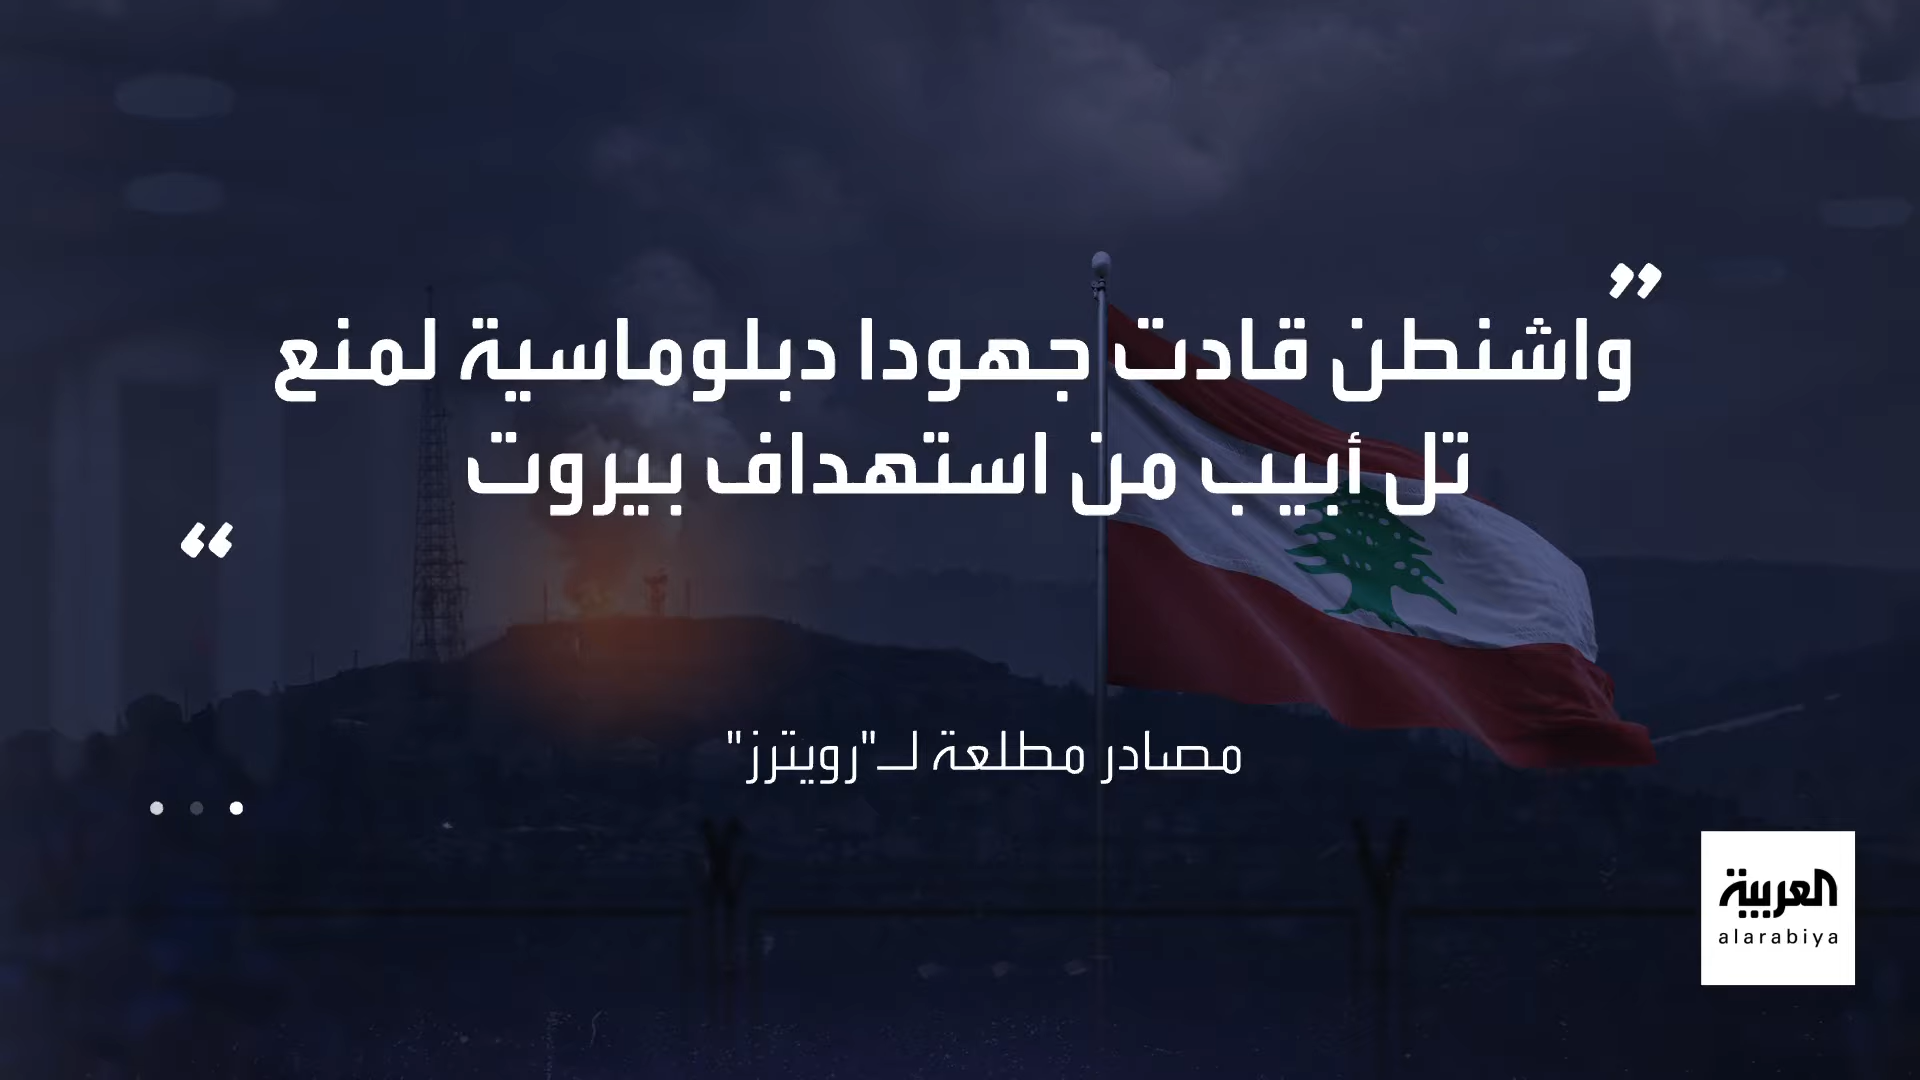 ”واشنطن قادت جهودا دبلوماسية لمنع
تل أبيب من استهداف بيروت“
مصادر مطلعة لـ"رويترز"
العربية
alarabiya